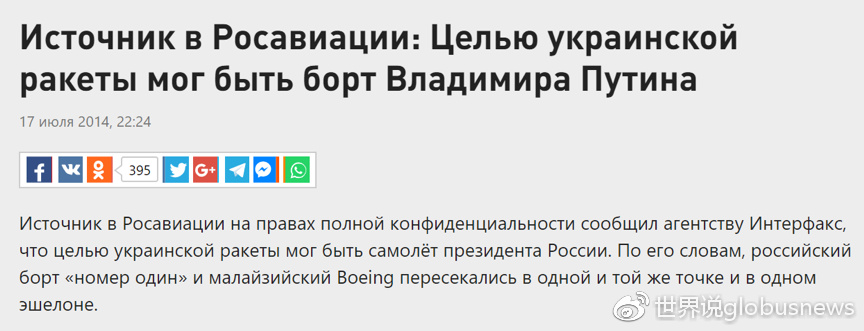 Источник в Росавиации: Целью украинской
ракеты мог быть борт Владимира Путина
17 июля 2014, 22:24
395
Источник в Росавиации на правах полной конфиденциальности сообщил агентству Интерфакс,
что целью украинской ракеты мог быть самолёт президента России. По его словам, российский
борт «номер один» и малайзийский Boeing пересекались в одной и той же точке и в одном
эшелоне.
世界说globusnews